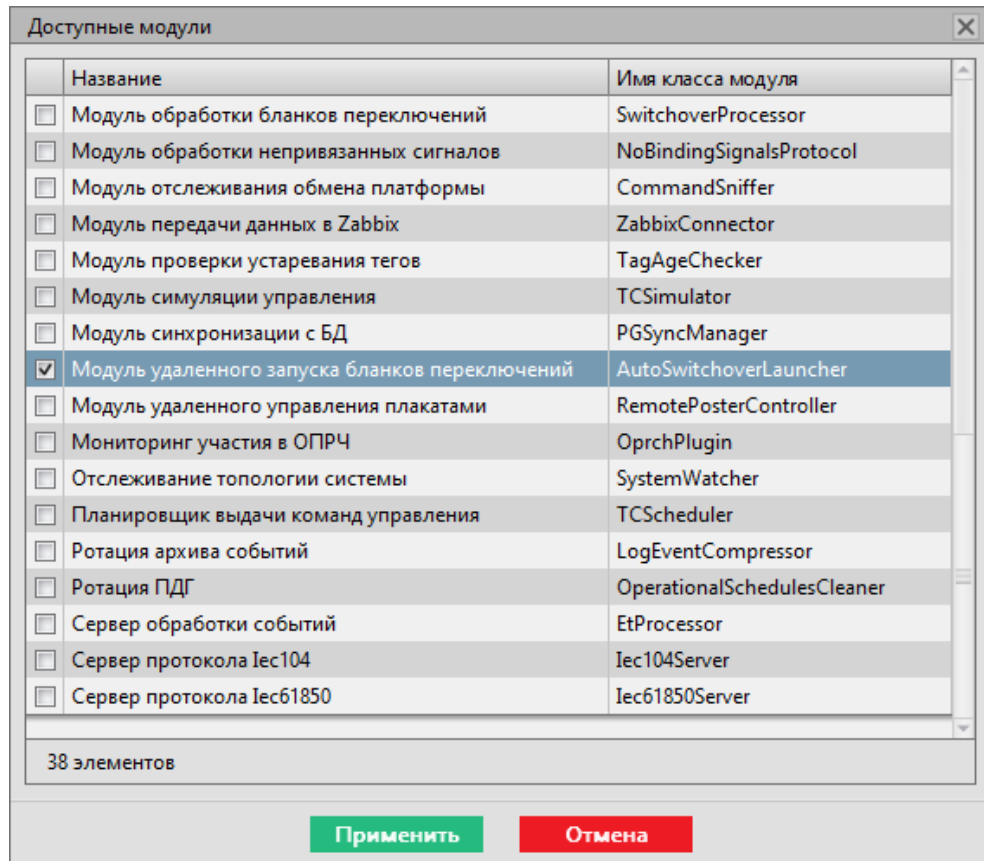 Доступные модули
Название Имя класса модуля
Модуль обработки бланков переключений SwitchoverProcessor
Модуль обработки непривязанных сигналов NoBindingSignalsProtocol
Модуль отслеживания обмена платформы CommandSniffer
Модуль передачи данных в Zabbix ZabbixConnector
Модуль проверки устаревания тегов TagAgeChecker
Модуль симуляции управления TCSimulator
Модуль синхронизации с БД PGSyncManager
Модуль удаленного запуска бланков переключений AutoSwitchoverLauncher
Модуль удаленного управления плакатами RemotePosterController
Мониторинг участия в ОПРЧ OprchPlugin
Отслеживание топологии системы SystemWatcher
Планировщик выдачи команд управления TCScheduler
Ротация архива событий LogEventCompressor
Ротация ПДГ OperationalSchedulesCleaner
Сервер обработки событий EtProcessor
Сервер протокола Iec104 Iec104Server
Сервер протокола Iec61850 Iec61850Server
38 элементов
Применить Отмена